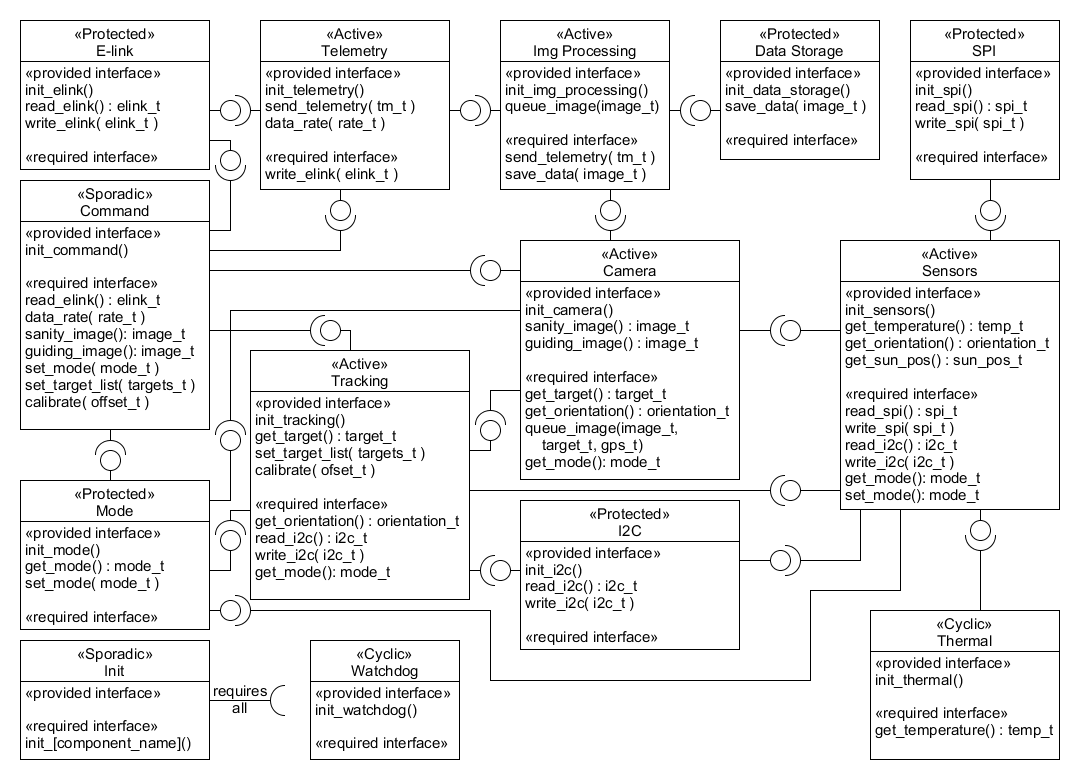 «Protected»
E-link
«provided interface»
init_elink()
read_elink() : elink_t
write_elink( elink_t )
«required interface»
«Active»
Telemetry
«provided interface»
init_telemetry()
send_telemetry( tm_t )
data_rate( rate_t )
«required interface»
write_elink( elink_t )
«Active»
Img Processing
«provided interface»
init_img_processing()
queue_image(image_t)
«required interface»
send_telemetry( tm_t )
save_data( image_t )
«Protected»
Data Storage
«provided interface»
init_data_storage()
save_data( image_t )
«required interface»
«Protected»
SPI
«provided interface»
init_spi()
read_spi() : spi_t
write_spi( spi_t )
«required interface»
«Sporadic»
Command
«provided interface»
init_command()
«required interface»
read_elink() : elink_t
data_rate( rate_t )
sanity_image(): image_t
guiding_image(): image_t
set_mode( mode_t )
set_target_list( targets_t )
calibrate( offset_t )
«Active»
Camera
«provided interface»
init_camera()
sanity_image() : image_t
guiding_image() : image_t
«required interface»
get_target() : target_t
get_orientation() : orientation_t
queue_image(image_t,
target_t, gps_t)
get_mode(): mode_t
«Active»
Sensors
«provided interface»
init_sensors()
get_temperature() : temp_t
get_orientation() : orientation_t
get_sun_pos() : sun_pos_t
«required interface»
read_spi() : spi_t
write_spi( spi_t )
read_i2c() : i2c_t
write_i2c( i2c_t )
get_mode(): mode_t
set_mode(): mode_t
«Active»
Tracking
«provided interface»
init_tracking()
get_target() : target_t
set_target_list( targets_t )
calibrate( ofset_t )
«required interface»
get_orientation() : orientation_t
read_i2c() : i2c_t
write_i2c( i2c_t )
get_mode(): mode_t
«Protected»
Mode
«provided interface»
init_mode()
get_mode() : mode_t
set_mode( mode_t )
«required interface»
«Protected»
I2C
«provided interface»
init_i2c()
read_i2c() : i2c_t
write_i2c( i2c_t )
«required interface»
«Cyclic»
Thermal
«provided interface»
init_thermal()
«required interface»
get_temperature() : temp_t
«Sporadic»
Init
«provided interface»
«required interface»
init_[component_name]()
requires
all
«Cyclic»
Watchdog
«provided interface»
init_watchdog()
«required interface»